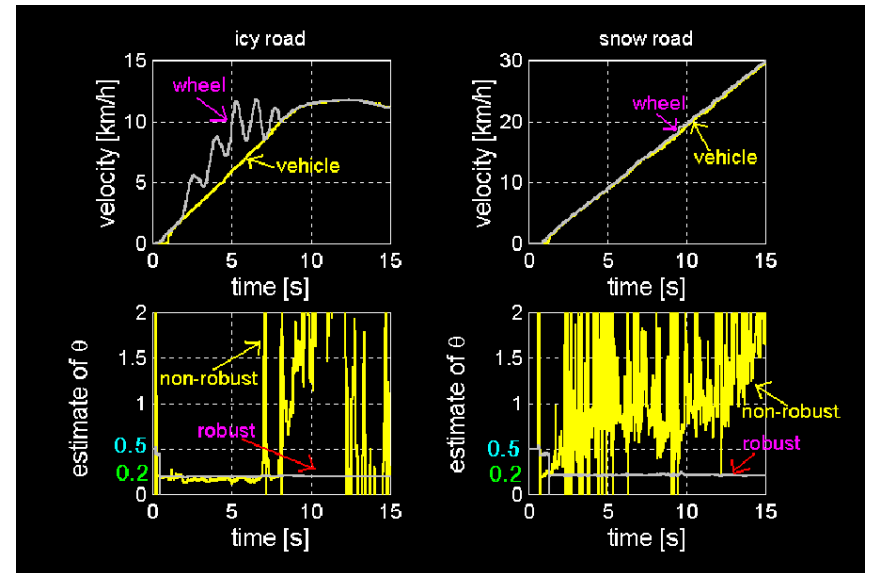 icy road
15
10
5
0
velocity [km/h]
wheel
vehicle
0 5 10 15
time [s]
snow road
30
20
10
0
velocity [km/h]
wheel
vehicle
0 5 10 15
time [s]
2
1.5
1
0.5
0.2
0
estimate of θ
non-robust
robust
0 5 10 15
time [s]
2
1.5
1
0.5
0.2
0
estimate of θ
non-robust
robust
0 5 10 15
time [s]